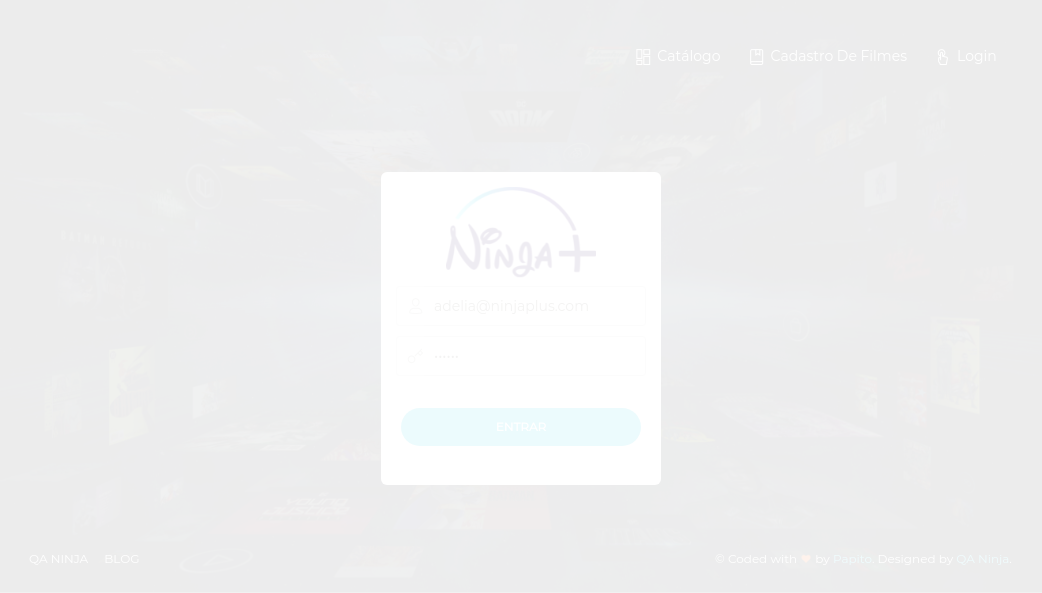 Catálogo Cadastro De Filmes Login
Ninja+
adelia@ninjaplus.com
••••••
ENTRAR
QA NINJA BLOG
© Coded with ❤ by Papito. Designed by QA Ninja.